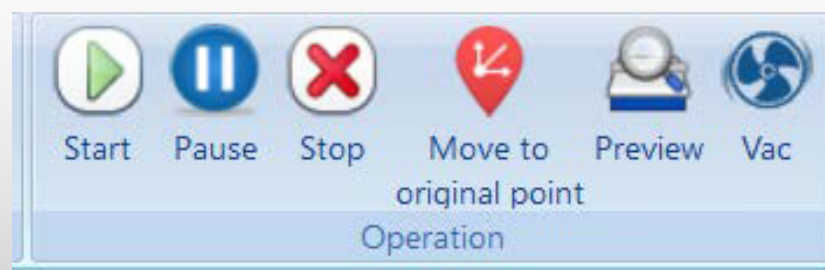 Start
Pause
Stop
Move to
original point
Preview
Vac
Operation